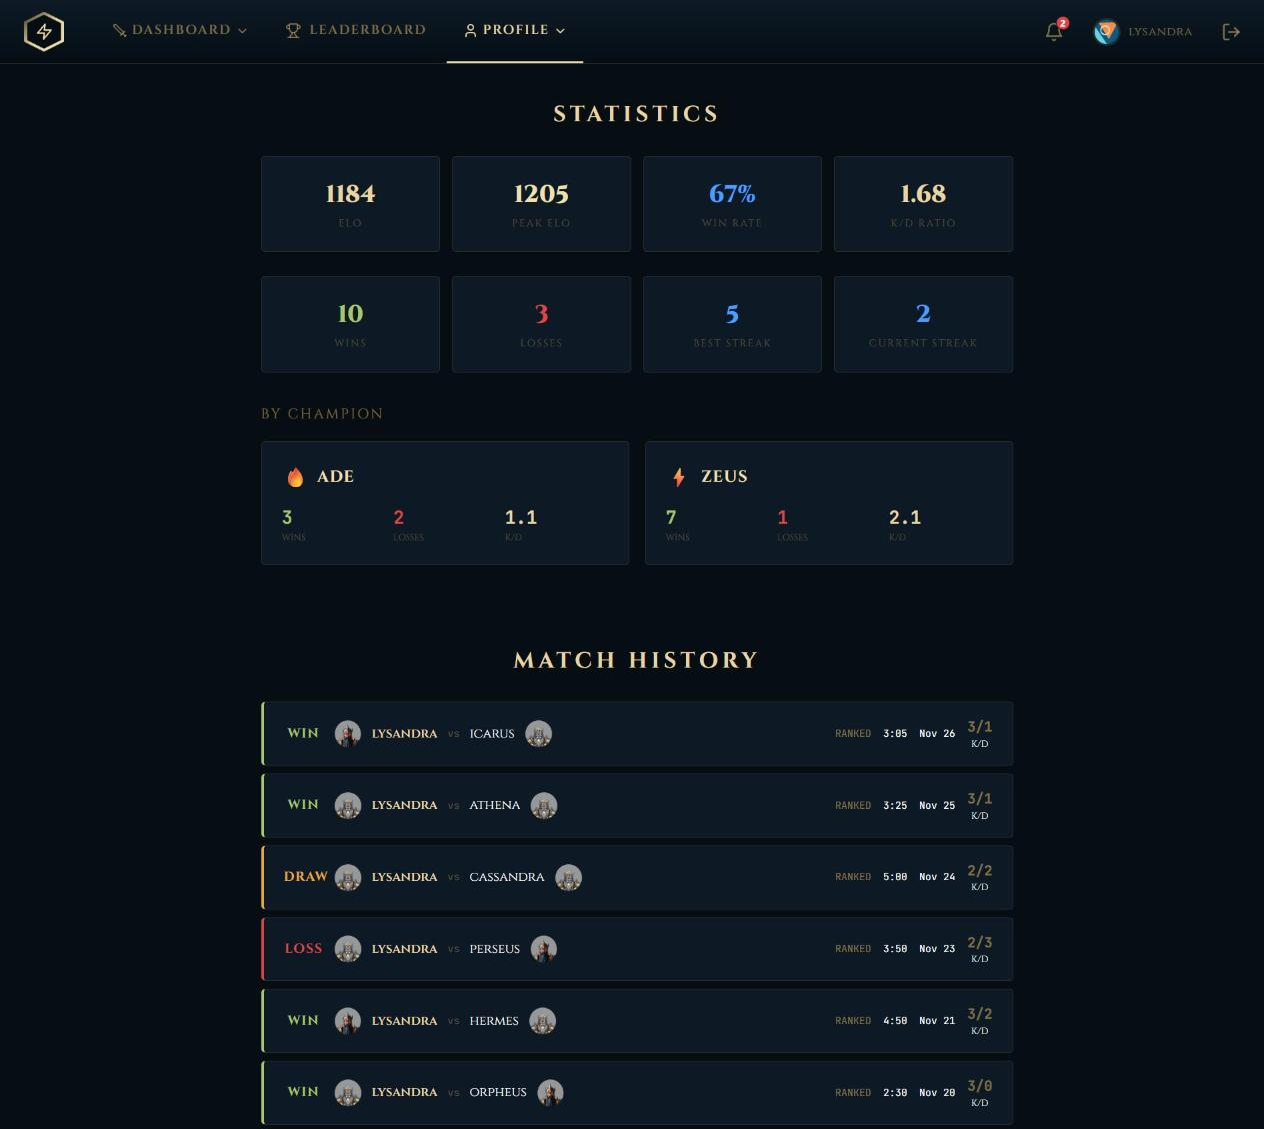 DASHBOARD LEADERBOARD PROFILE 2 LYSANDRA
STATISTICS
1184 1205 67% 1.68
ELO PEAK ELO WIN RATE K/D RATIO
10 3 5 2
WINS LOSSES BEST STREAK CURRENT STREAK
BY CHAMPION
ADE ZEUS
3 2 1.1 7 1 2.1
WINS LOSSES K/D WINS LOSSES K/D
MATCH HISTORY
WIN LYSANDRA vs ICARUS RANKED 3:05 Nov 26 3/1
K/D
WIN LYSANDRA vs ATHENA RANKED 3:25 Nov 25 3/1
K/D
DRAW LYSANDRA vs CASSANDRA RANKED 5:00 Nov 24 2/2
K/D
LOSS LYSANDRA vs PERSEUS RANKED 3:50 Nov 23 2/3
K/D
WIN LYSANDRA vs HERMES RANKED 4:50 Nov 21 3/2
K/D
WIN LYSANDRA vs ORPHEUS RANKED 2:30 Nov 20 3/0
K/D